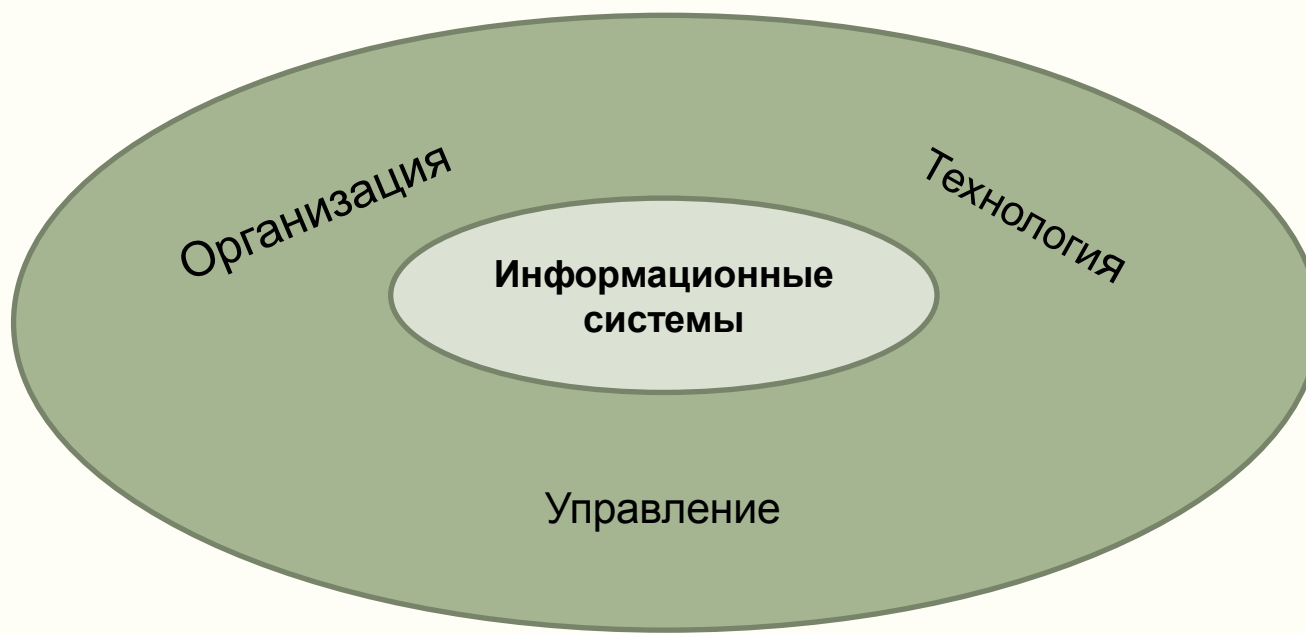 Организация
Технология
Информационные
системы
Управление